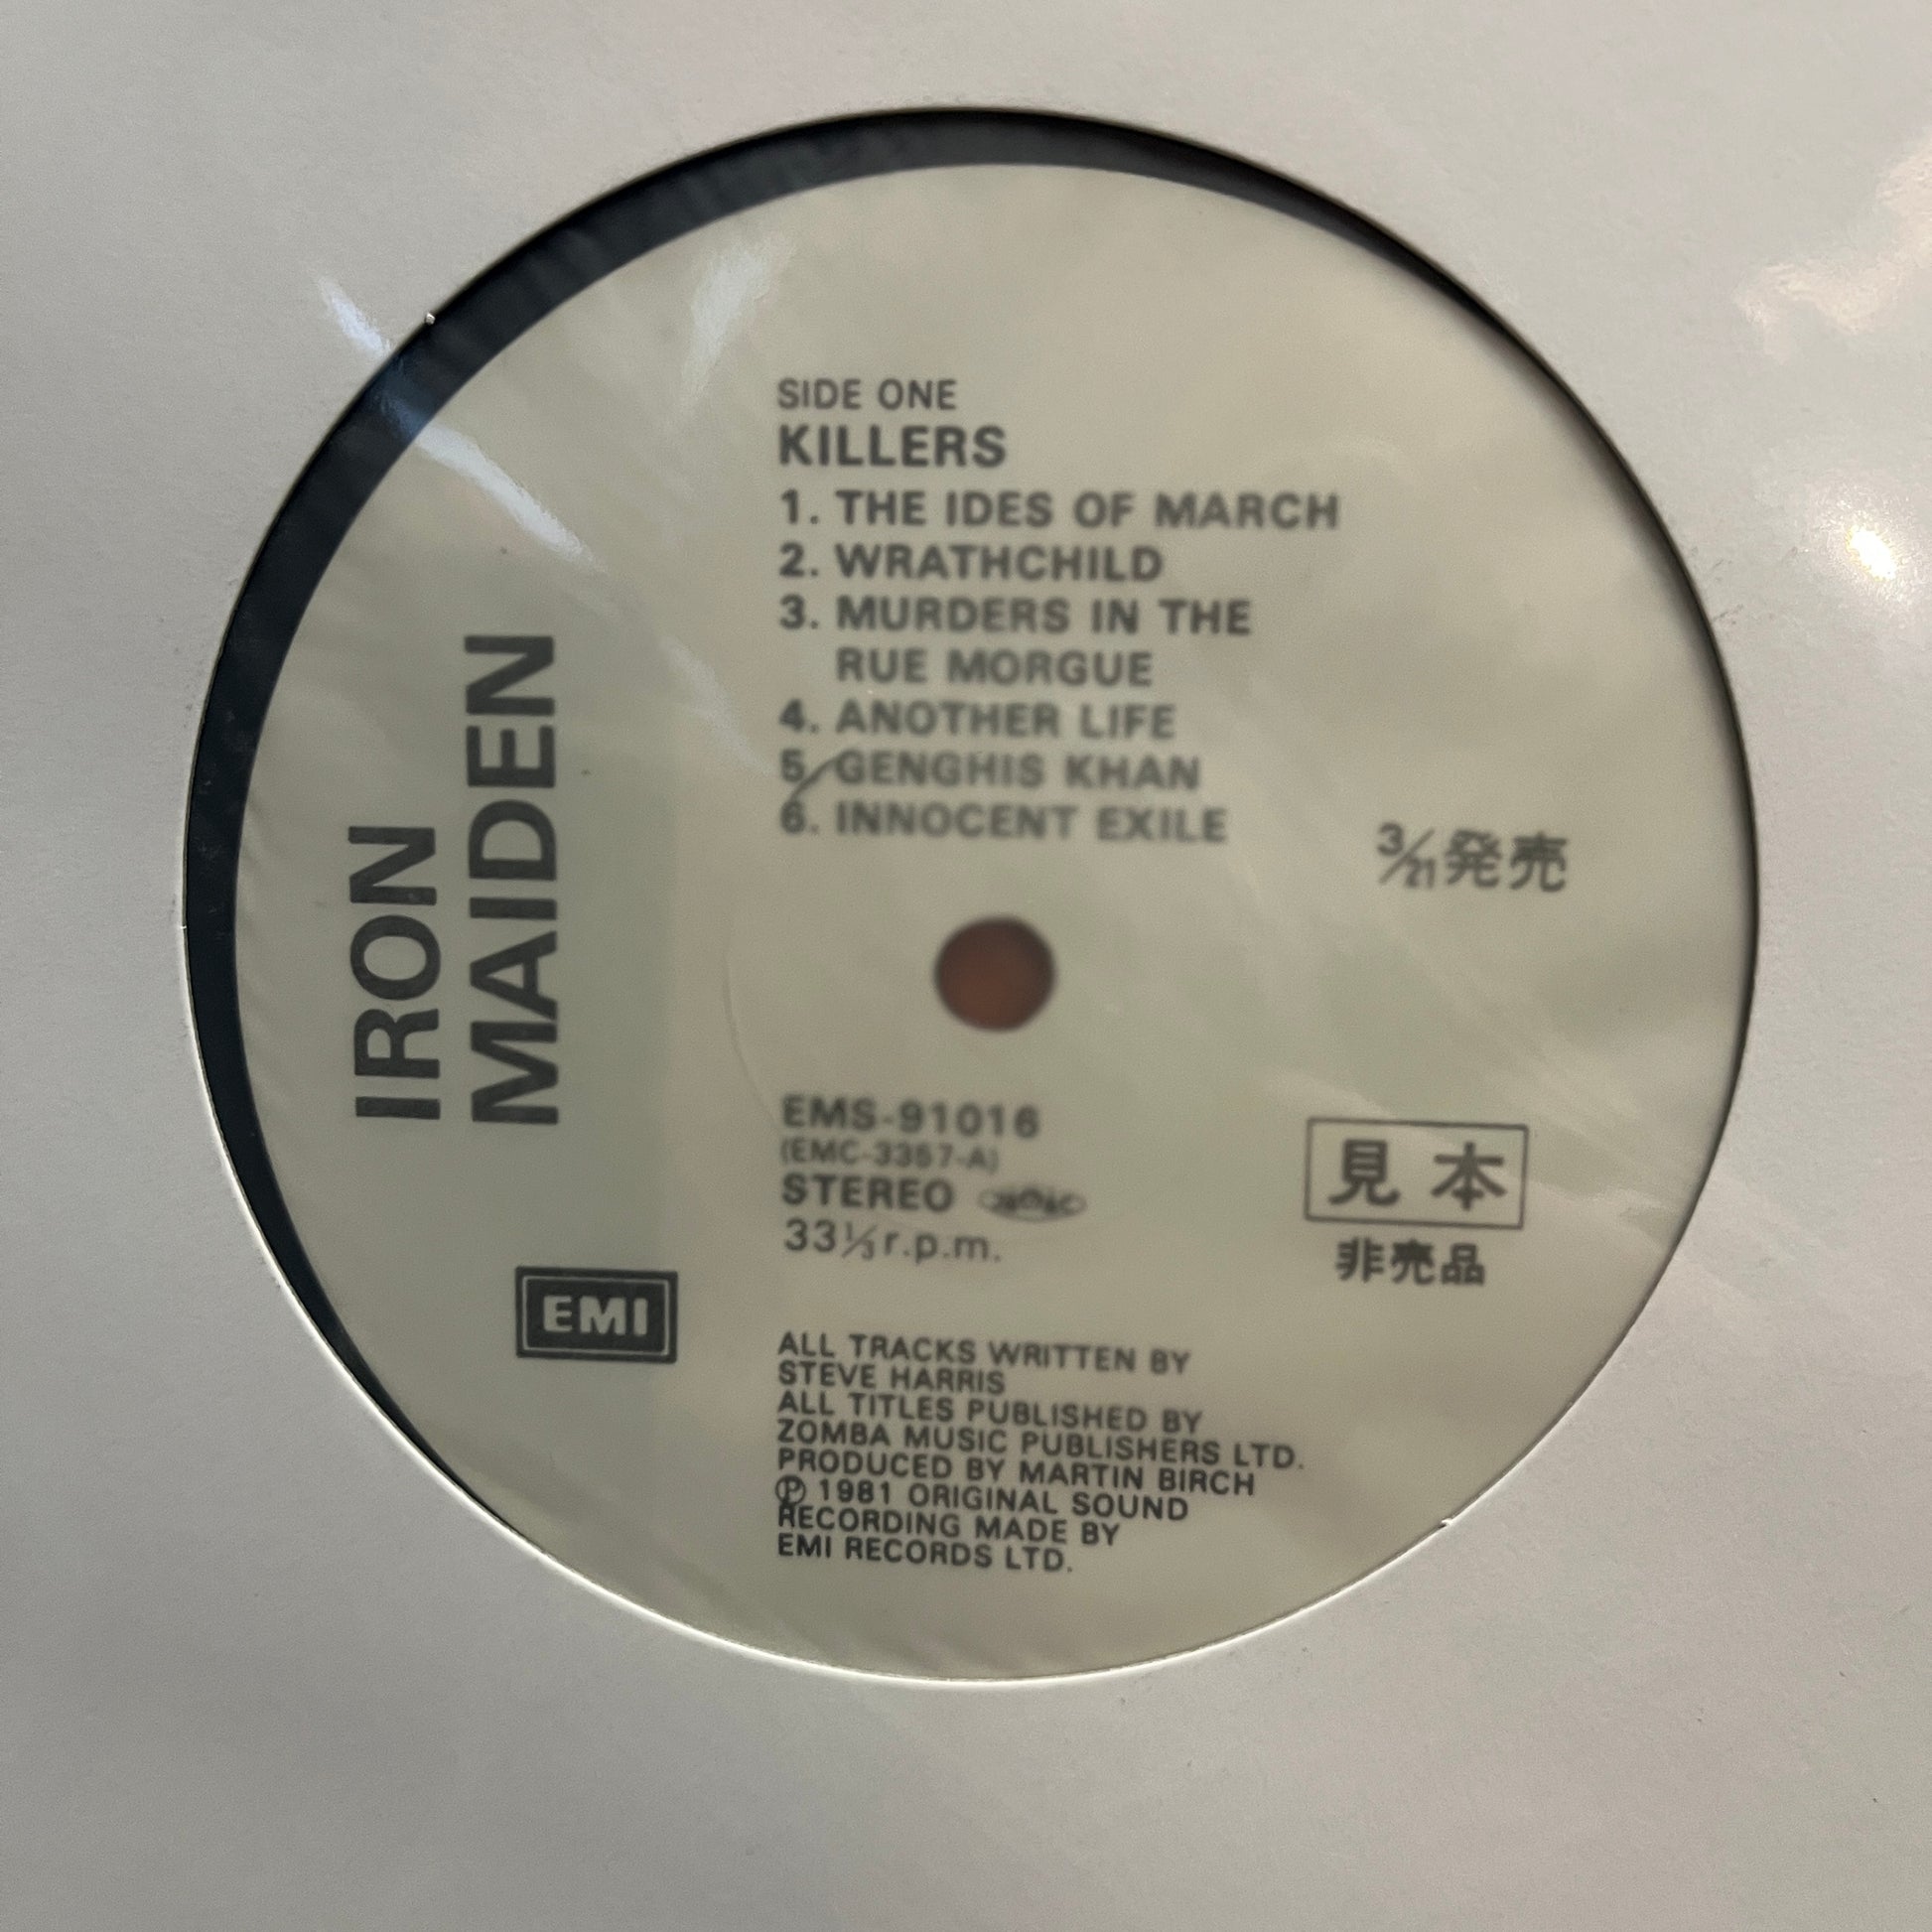 SIDE ONE
KILLERS
1. THE IDES OF MARCH
2. WRATHCHILD
3. MURDERS IN THE
RUE MORGUE
4. ANOTHER LIFE
5. GENGHIS KHAN
6. INNOCENT EXILE
IRON
MAIDEN
3/21発売
EMS-91016
(EMC-3357-A)
STEREO
33⅓ r.p.m.
見本
非売品
EMI
ALL TRACKS WRITTEN BY
STEVE HARRIS
ALL TITLES PUBLISHED BY
ZOMBA MUSIC PUBLISHERS LTD.
PRODUCED BY MARTIN BIRCH
℗ 1981 ORIGINAL SOUND
RECORDING MADE BY
EMI RECORDS LTD.